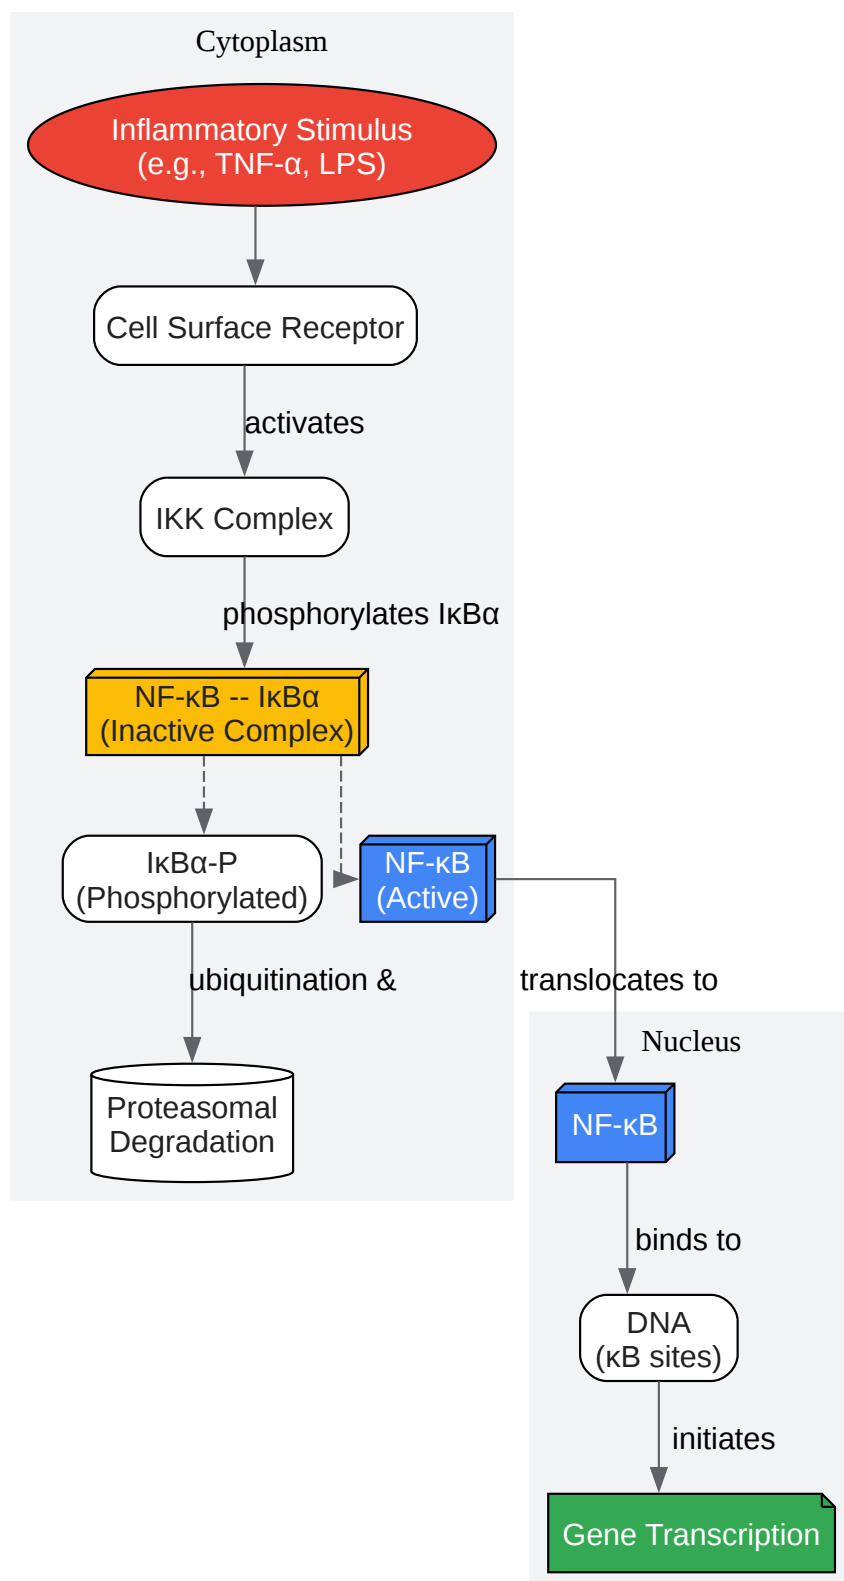 Cytoplasm
Inflammatory Stimulus
(e.g., TNF-α, LPS)
Cell Surface Receptor
activates
IKK Complex
phosphorylates IκBα
NF-κB -- IκBα
(Inactive Complex)
IκBα-P
(Phosphorylated)
NF-κB
(Active)
ubiquitination &
translocates to
Nucleus
Proteasomal
Degradation
NF-κB
binds to
DNA
(κB sites)
initiates
Gene Transcription